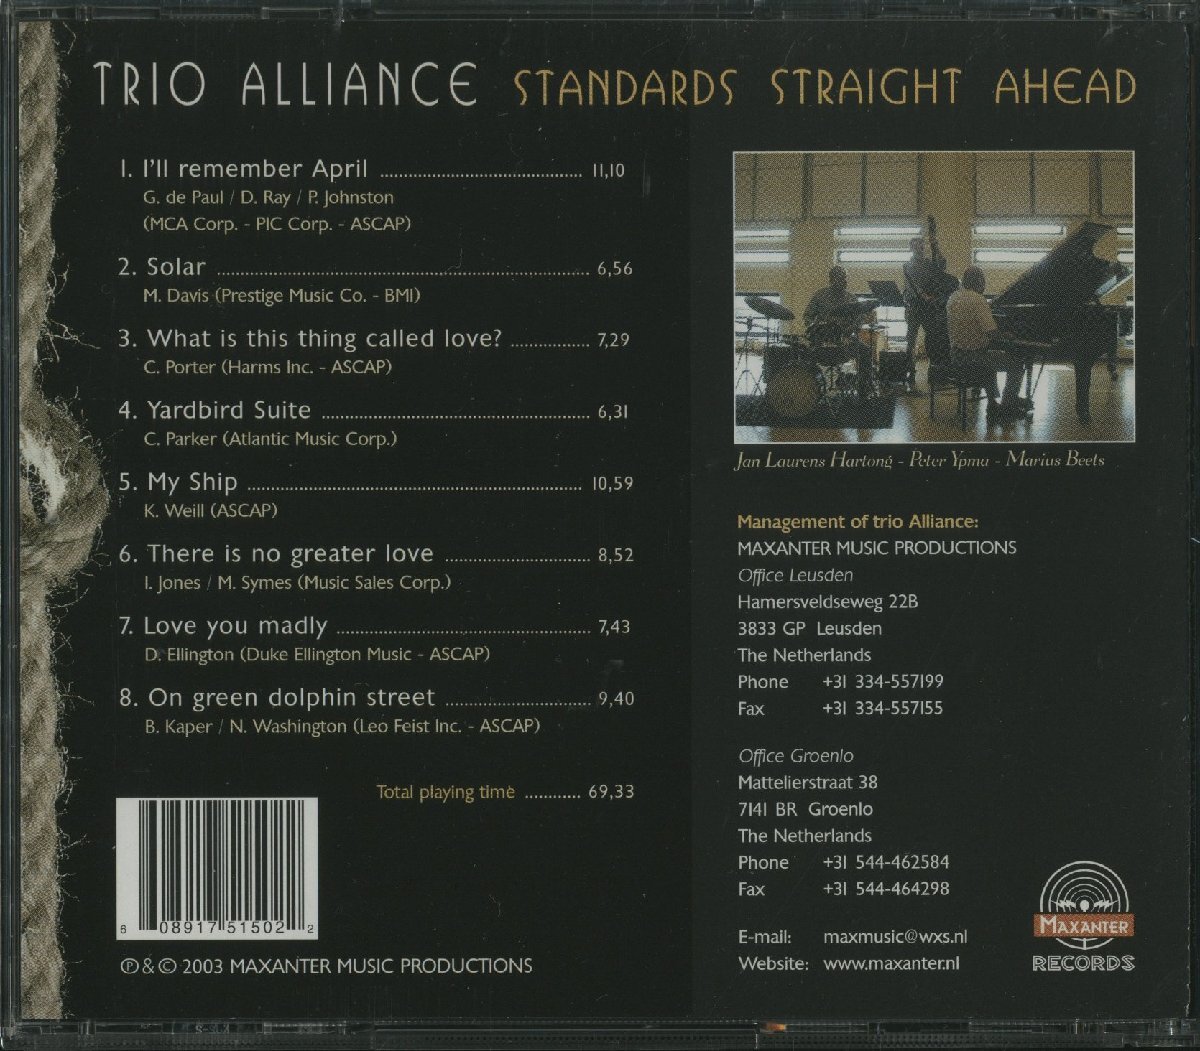 TRIO ALLIANCE STANDARDS STRAIGHT AHEAD
1. I'll remember April .......... 11,10
G. de Paul / D. Ray / P. Johnston
(MCA Corp. - PIC Corp. - ASCAP)
2. Solar .......... 6,56
M. Davis (Prestige Music Co. - BMI)
3. What is this thing called love? .......... 7,29
C. Porter (Harms Inc. - ASCAP)
4. Yardbird Suite .......... 6,31
C. Parker (Atlantic Music Corp.)
5. My Ship .......... 10,59
K. Weill (ASCAP)
6. There is no greater love .......... 8,52
I. Jones / M. Symes (Music Sales Corp.)
7. Love you madly .......... 7,43
D. Ellington (Duke Ellington Music - ASCAP)
8. On green dolphin street .......... 9,40
B. Kaper / N. Washington (Leo Feist Inc. - ASCAP)
Total playing time .......... 69,33
6 08917 51502 2
℗ & © 2003 MAXANTER MUSIC PRODUCTIONS
Jan Laurens Hartong - Peter Ypma - Marius Beets
Management of trio Alliance:
MAXANTER MUSIC PRODUCTIONS
Office Leusden
Hamersveldseweg 22B
3833 GP Leusden
The Netherlands
Phone +31 334-557199
Fax +31 334-557155
Office Groenlo
Mattelierstraat 38
7141 BR Groenlo
The Netherlands
Phone +31 544-462584
Fax +31 544-464298
E-mail: maxmusic@wxs.nl
Website: www.maxanter.nl
MAXANTER
RECORDS